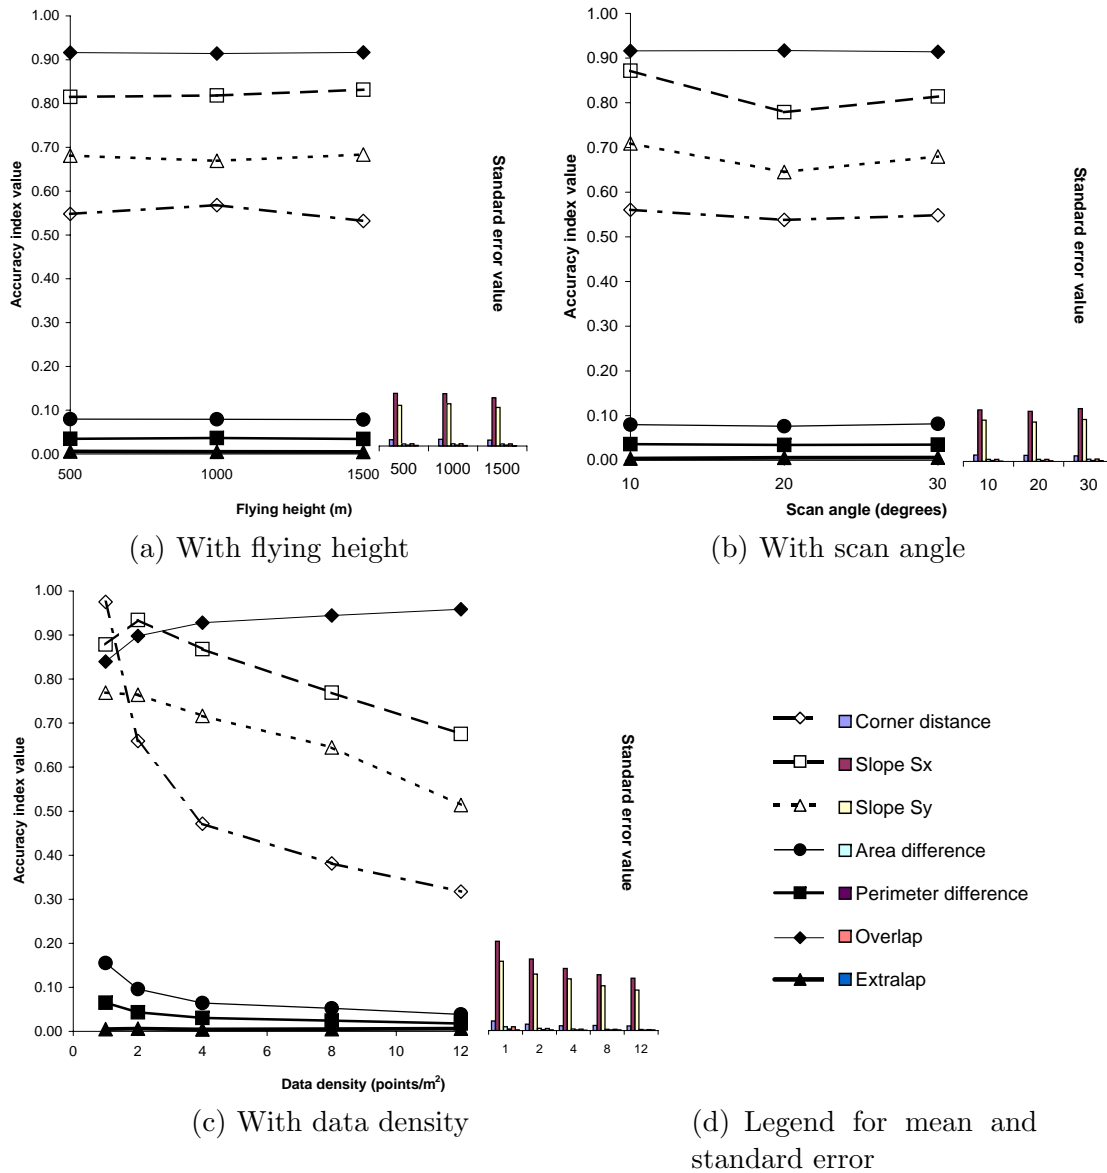 1.00
0.90
0.80
0.70
0.60
0.50
0.40
0.30
0.20
0.10
0.00
Accuracy index value
500
1000
1500
Flying height (m)
Standard error value
500
1000
1500
(a) With flying height
1.00
0.90
0.80
0.70
0.60
0.50
0.40
0.30
0.20
0.10
0.00
Accuracy index value
10
20
30
Scan angle (degrees)
Standard error value
10
20
30
(b) With scan angle
1.00
0.90
0.80
0.70
0.60
0.50
0.40
0.30
0.20
0.10
0.00
Accuracy index value
0
2
4
6
8
10
12
Data density (points/m²)
Standard error value
1
2
4
8
12
(c) With data density
Corner distance
Slope Sx
Slope Sy
Area difference
Perimeter difference
Overlap
Extralap
(d) Legend for mean and
standard error